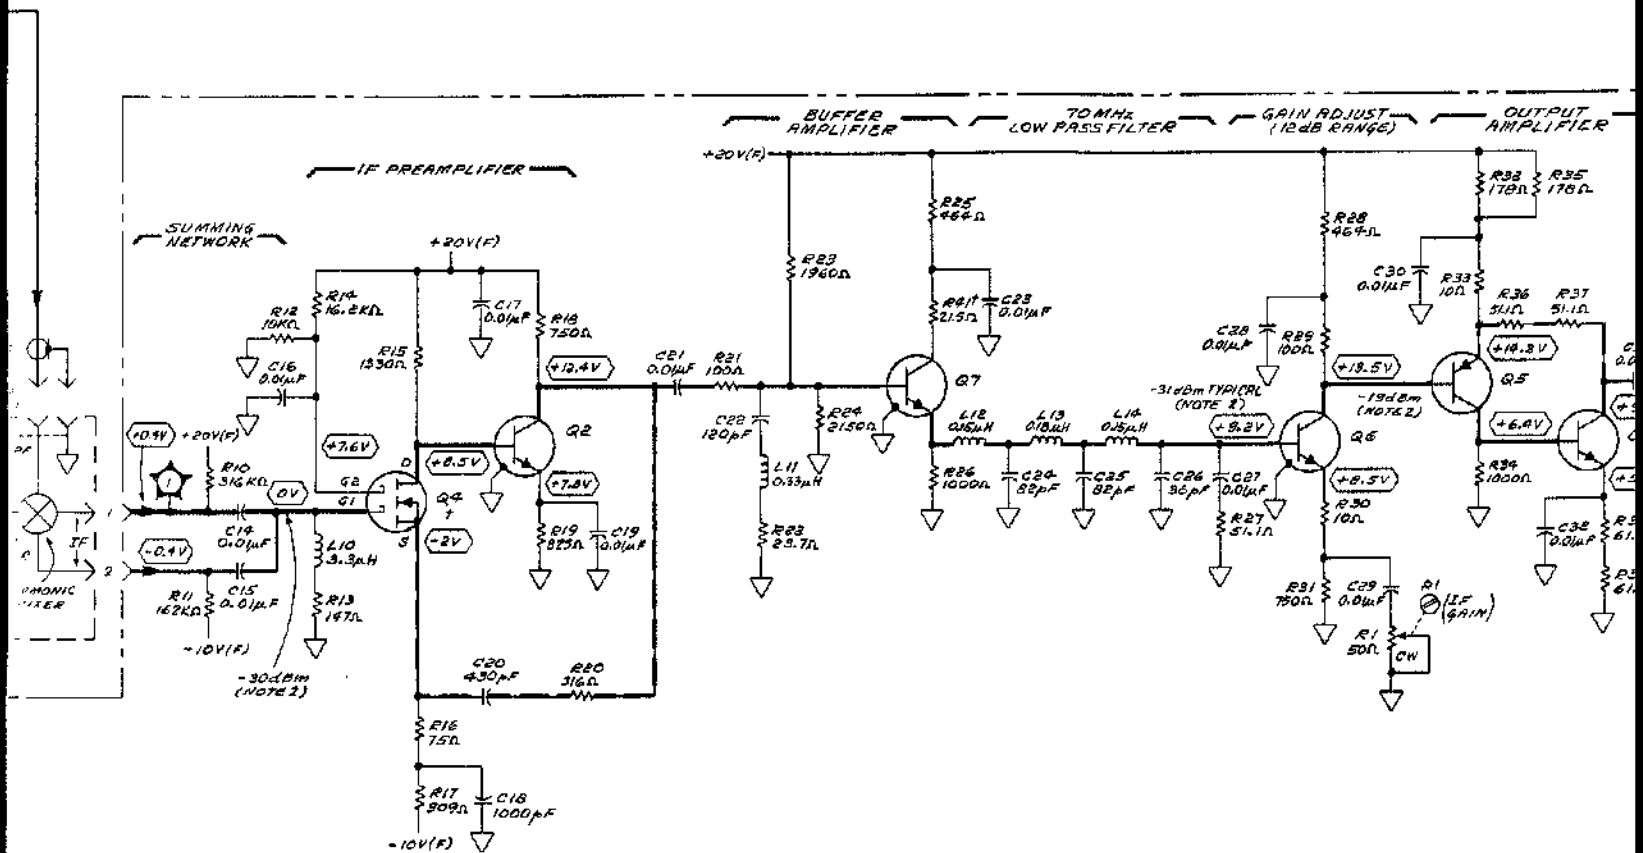 BUFFER
AMPLIFIER
70 MHz
LOW PASS FILTER
GAIN ADJUST
(12dB RANGE)
OUTPUT
AMPLIFIER
+20V(F)
IF PREAMPLIFIER
SUMMING
NETWORK
+20V(F)
R14
16.2KΩ
R12
10KΩ
C16
0.01µF
R15
1330Ω
C17
0.01µF
R18
750Ω
+12.4V
C21
0.01µF
R21
100Ω
R23
1960Ω
R25
464Ω
R41†
21.5Ω
C23
0.01µF
Q7
C22
120pF
R24
2150Ω
L11
0.33µH
R22
23.7Ω
L12
0.15µH
L13
0.18µH
L14
0.15µH
R26
1000Ω
C24
82pF
C25
82pF
C26
36pF
C27
0.01µF
R27
51.1Ω
-31dBm TYPICAL
(NOTE 2)
+9.2V
R28
464Ω
C28
0.01µF
R29
100Ω
+13.5V
-19dBm
(NOTE 2)
Q6
+8.5V
R30
10Ω
R31
750Ω
C29
0.01µF
R1
(IF
GAIN)
R1
50Ω
CW
R32
178Ω
R35
178Ω
C30
0.01µF
R33
10Ω
R36
51.1Ω
R37
51.1Ω
+14.2V
Q5
+6.4V
R34
1000Ω
C32
0.01µF
+0.4V
+20V(F)
R10
316KΩ
1
+7.6V
0V
G2
G1
D
S
Q4
†
+8.5V
Q2
+7.8V
-2V
R19
825Ω
C19
0.01µF
1
IF
C14
0.01µF
L10
3.3µH
-0.4V
2
C15
0.01µF
R11
162KΩ
R13
147Ω
-10V(F)
-30dBm
(NOTE 2)
C20
430pF
R20
316Ω
R16
75Ω
R17
909Ω
C18
1000pF
-10V(F)